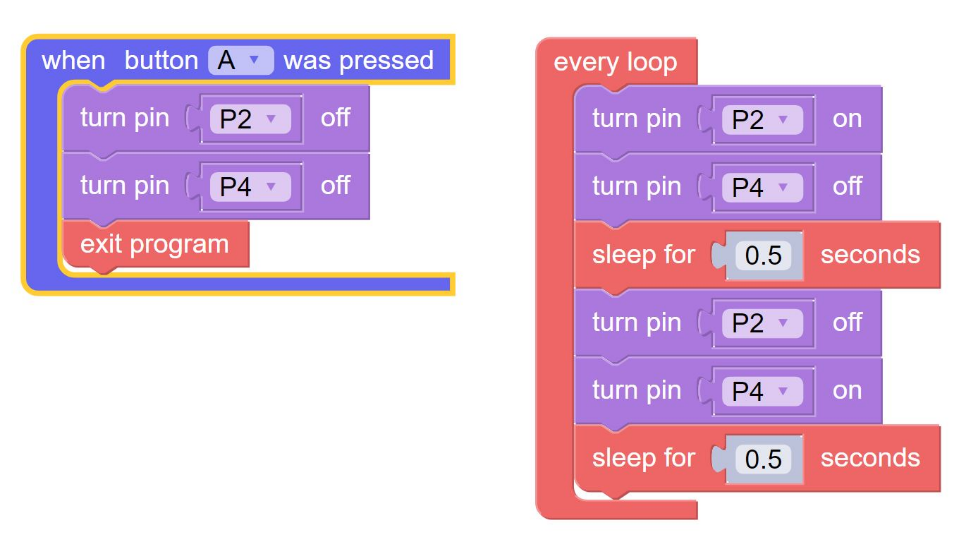 when button A was pressed
turn pin P2 off
turn pin P4 off
exit program
every loop
turn pin P2 on
turn pin P4 off
sleep for 0.5 seconds
turn pin P2 off
turn pin P4 on
sleep for 0.5 seconds